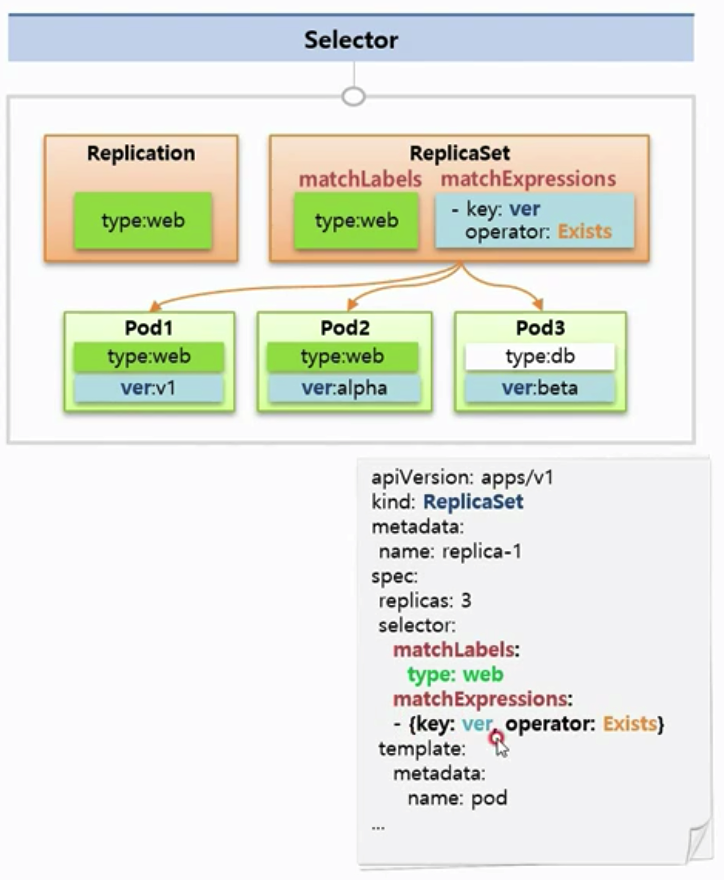 Selector
Replication
type:web
ReplicaSet
matchLabels matchExpressions
type:web
- key: ver
operator: Exists
Pod1
type:web
ver:v1
Pod2
type:web
ver:alpha
Pod3
type:db
ver:beta
apiVersion: apps/v1
kind: ReplicaSet
metadata:
name: replica-1
spec:
replicas: 3
selector:
matchLabels:
type: web
matchExpressions:
- {key: ver, operator: Exists}
template:
metadata:
name: pod
...